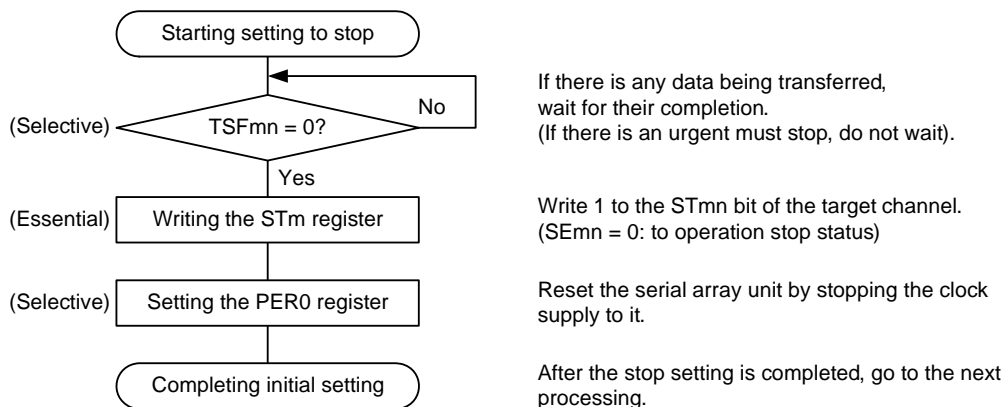 Starting setting to stop
If there is any data being transferred,
wait for their completion.
(If there is an urgent must stop, do not wait).
No
(Selective)
TSFmn = 0?
Yes
(Essential)
Writing the STm register
Write 1 to the STmn bit of the target channel.
(SEmn = 0: to operation stop status)
(Selective)
Setting the PER0 register
Reset the serial array unit by stopping the clock
supply to it.
Completing initial setting
After the stop setting is completed, go to the next
processing.